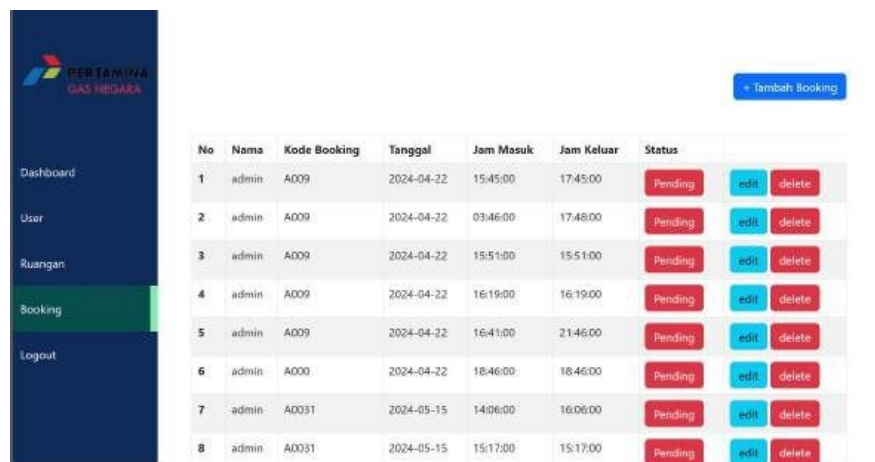 PERTAMINA
GAS NEGARA
+ Tambah Booking
Dashboard
User
Ruangan
Booking
Logout
No Nama Kode Booking Tanggal Jam Masuk Jam Keluar Status
1 admin A009 2024-04-22 15:45:00 17:45:00 Pending edit delete
2 admin A009 2024-04-22 03:46:00 17:48:00 Pending edit delete
3 admin A009 2024-04-22 15:51:00 15:51:00 Pending edit delete
4 admin A009 2024-04-22 16:19:00 16:19:00 Pending edit delete
5 admin A009 2024-04-22 16:41:00 21:46:00 Pending edit delete
6 admin A000 2024-04-22 18:46:00 18:46:00 Pending edit delete
7 admin A0031 2024-05-15 14:06:00 16:06:00 Pending edit delete
8 admin A0031 2024-05-15 15:17:00 15:17:00 Pending edit delete